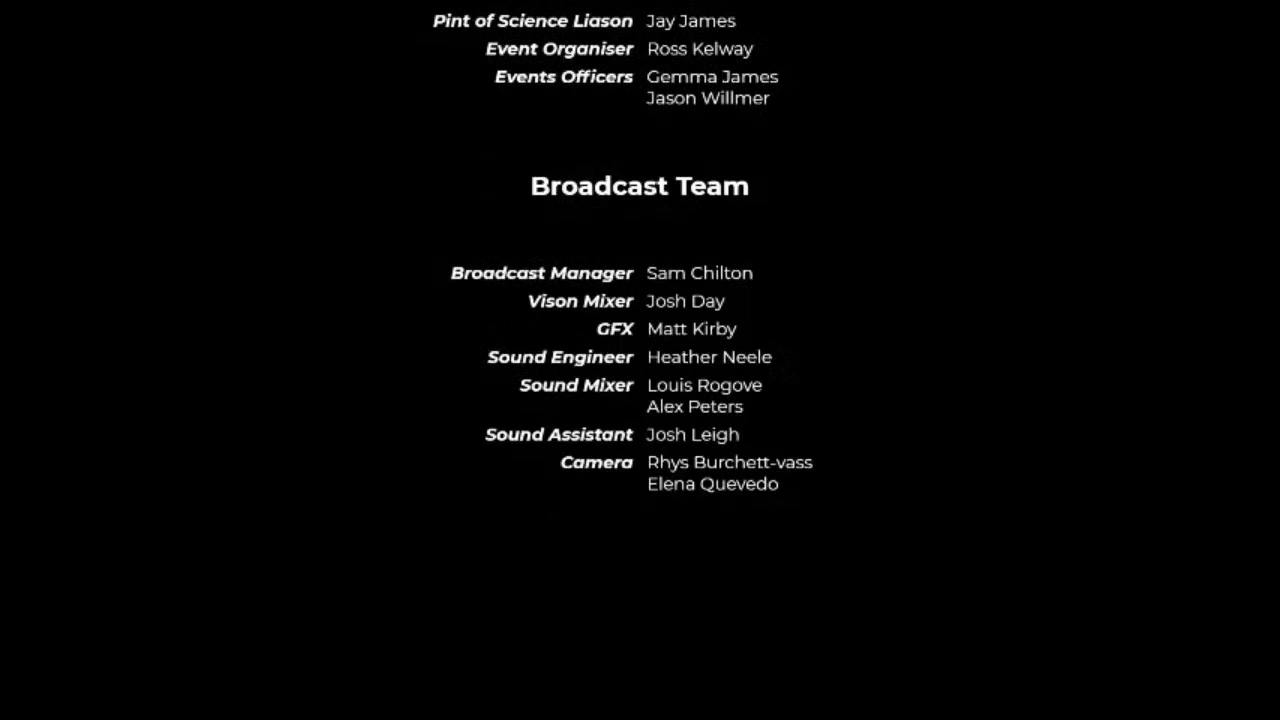 Pint of Science Liason Jay James
Event Organiser Ross Kelway
Events Officers Gemma James
Jason Willmer
Broadcast Team
Broadcast Manager Sam Chilton
Vison Mixer Josh Day
GFX Matt Kirby
Sound Engineer Heather Neele
Sound Mixer Louis Rogove
Alex Peters
Sound Assistant Josh Leigh
Camera Rhys Burchett-vass
Elena Quevedo